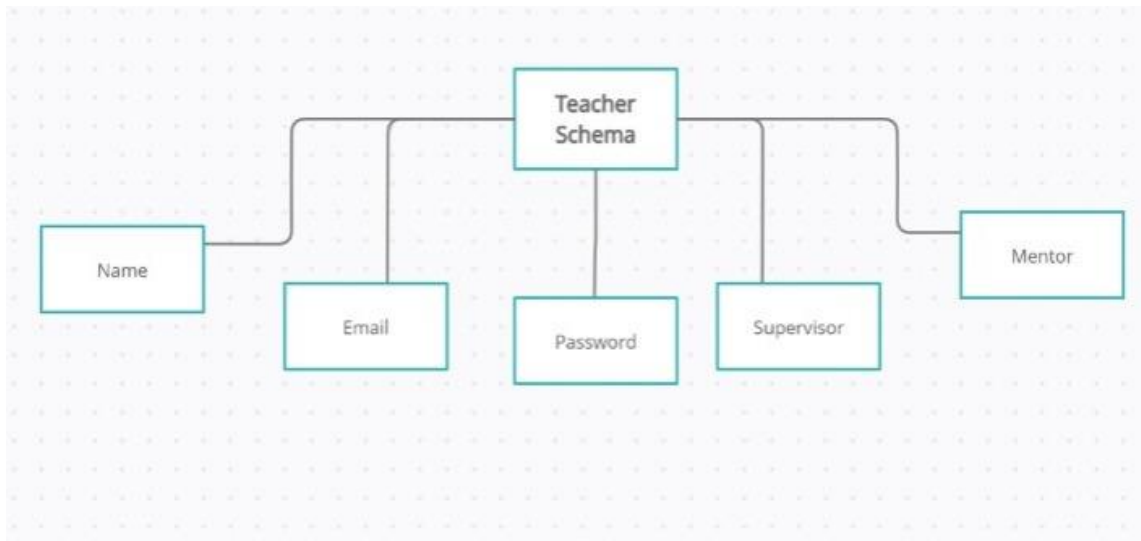 Teacher
Schema
Name
Email
Password
Supervisor
Mentor